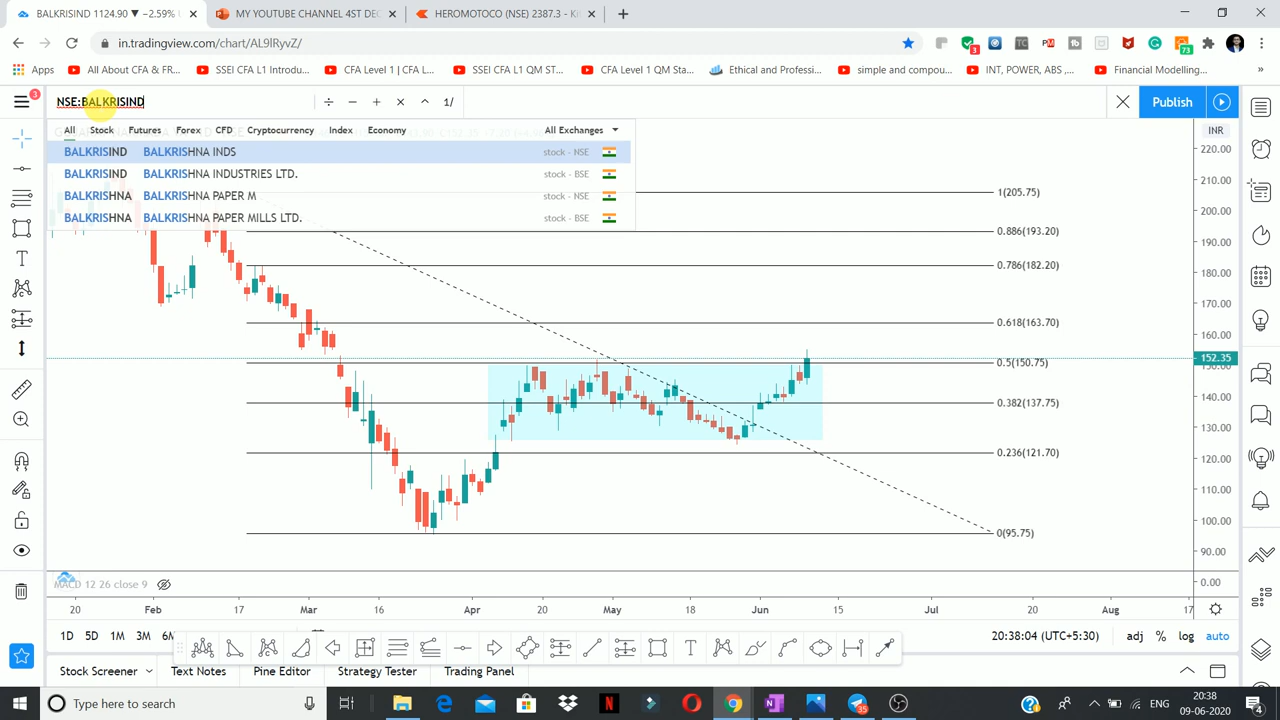 BALKRISIND 1124.90 ▼ −2.59%
MY YOUTUBE CHANNEL 4ST DEC
HEROMOTOCO (NSE) 2387.3 - Ki
in.tradingview.com/chart/AL9lRyvZ/
Apps
All About CFA & FR...
SSEI CFA L1 Introdu...
CFA Level 1 I CFA L...
SSEI CFA L1 QM ST...
CFA Level 1 QM Sta...
Ethical and Professi...
simple and compou...
INT, POWER, ABS ,...
Financial Modelling...
NSE:BALKRISIND
1/
Publish
All Stock Futures Forex CFD Cryptocurrency Index Economy All Exchanges
BALKRISIND BALKRISHNA INDS stock - NSE
BALKRISIND BALKRISHNA INDUSTRIES LTD. stock - BSE
BALKRISHNA BALKRISHNA PAPER M stock - NSE
BALKRISHNA BALKRISHNA PAPER MILLS LTD. stock - BSE
INR
220.00
210.00
200.00
190.00
180.00
170.00
160.00
152.35
150.00
140.00
130.00
120.00
110.00
100.00
90.00
0.00
1(205.75)
0.886(193.20)
0.786(182.20)
0.618(163.70)
0.5(150.75)
0.382(137.75)
0.236(121.70)
0(95.75)
MACD 12 26 close 9
20 Feb 17 Mar 16 Apr 20 May 18 Jun 15 Jul 20 Aug 17
1D 5D 1M 3M 6M
20:38:04 (UTC+5:30) adj % log auto
Stock Screener Text Notes Pine Editor Strategy Tester Trading Panel
Type here to search
ENG
20:38
09-06-2020